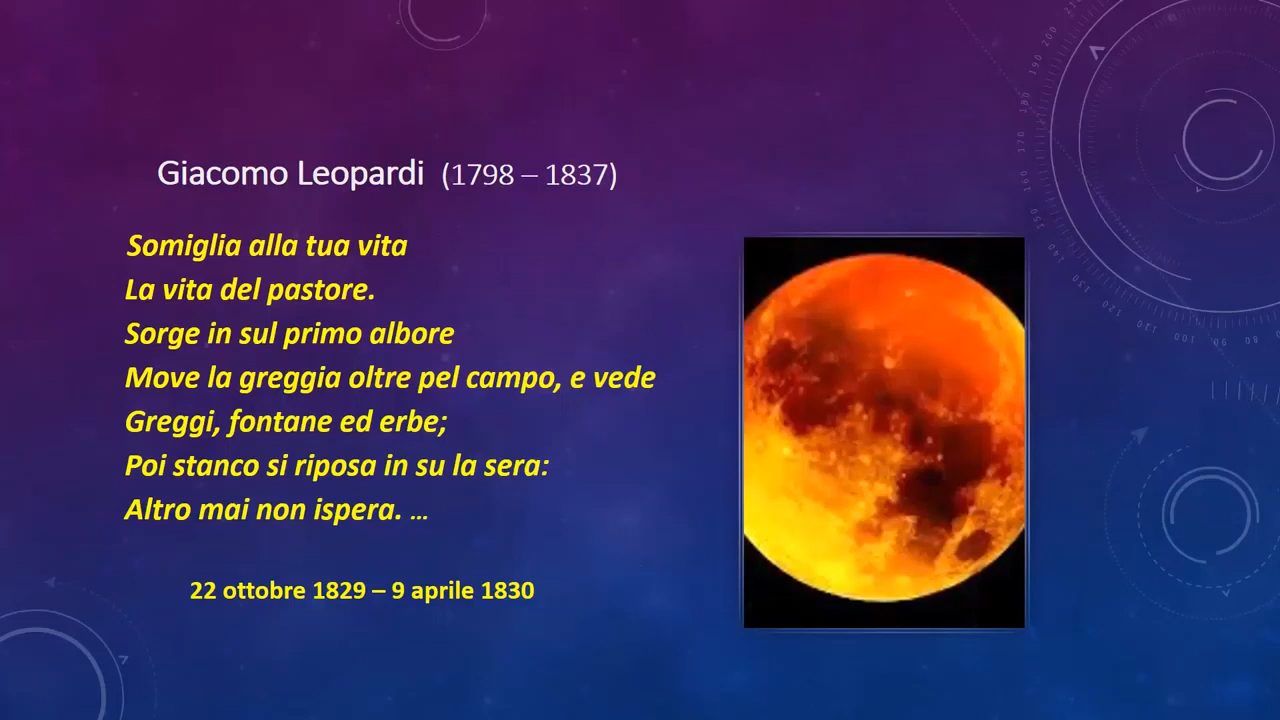 Giacomo Leopardi (1798 – 1837)
Somiglia alla tua vita
La vita del pastore.
Sorge in sul primo albore
Move la greggia oltre pel campo, e vede
Greggi, fontane ed erbe;
Poi stanco si riposa in su la sera:
Altro mai non ispera. ...
22 ottobre 1829 – 9 aprile 1830